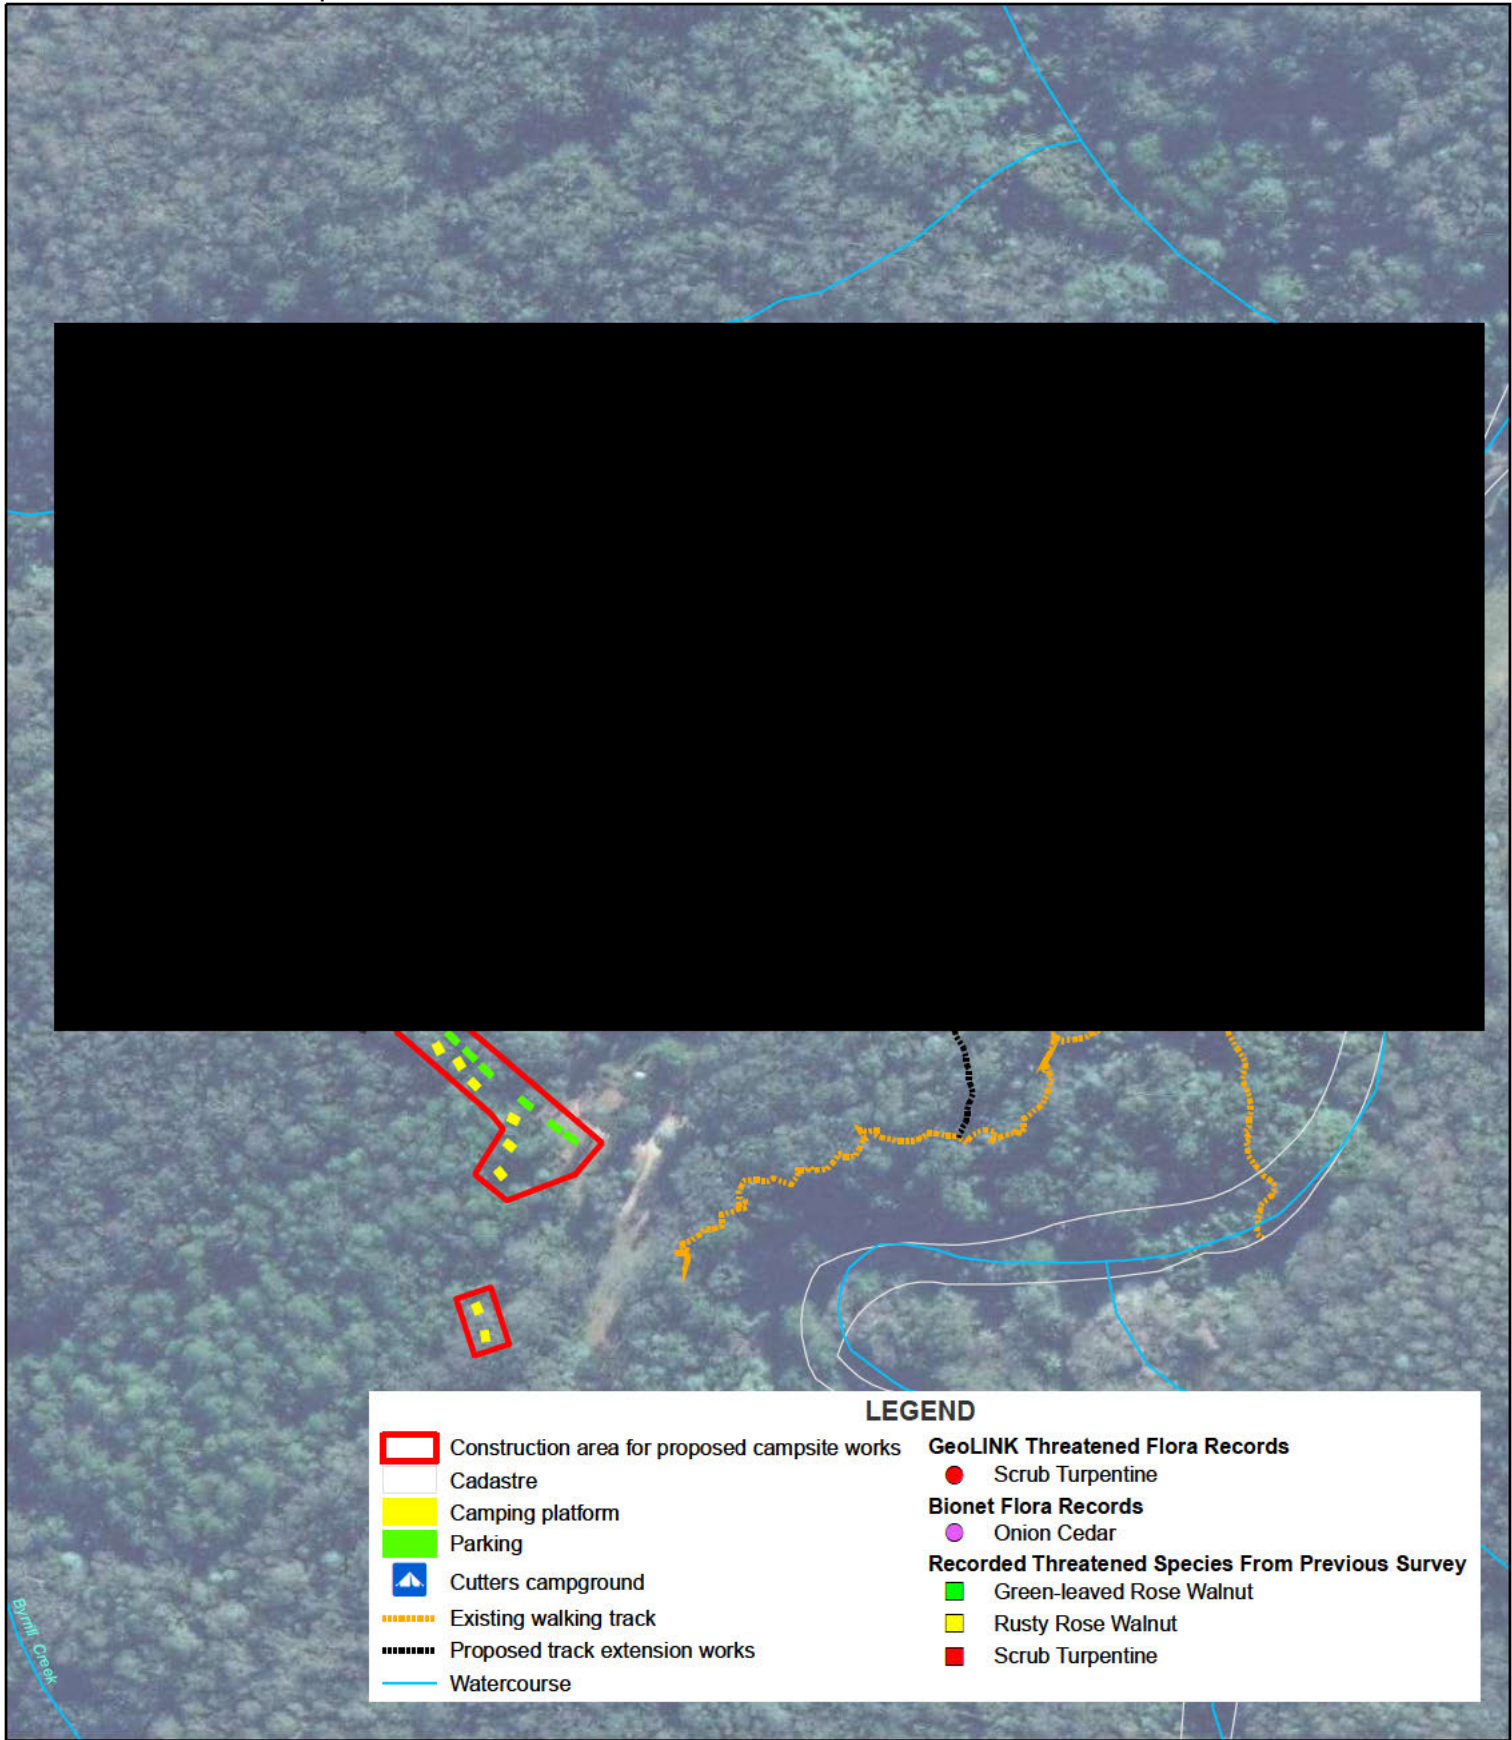 LEGEND
Construction area for proposed campsite works
Cadastre
Camping platform
Parking
Cutters campground
Existing walking track
Proposed track extension works
Watercourse
GeoLINK Threatened Flora Records
Scrub Turpentine
Bionet Flora Records
Onion Cedar
Recorded Threatened Species From Previous Survey
Green-leaved Rose Walnut
Rusty Rose Walnut
Scrub Turpentine
Byrrill Creek